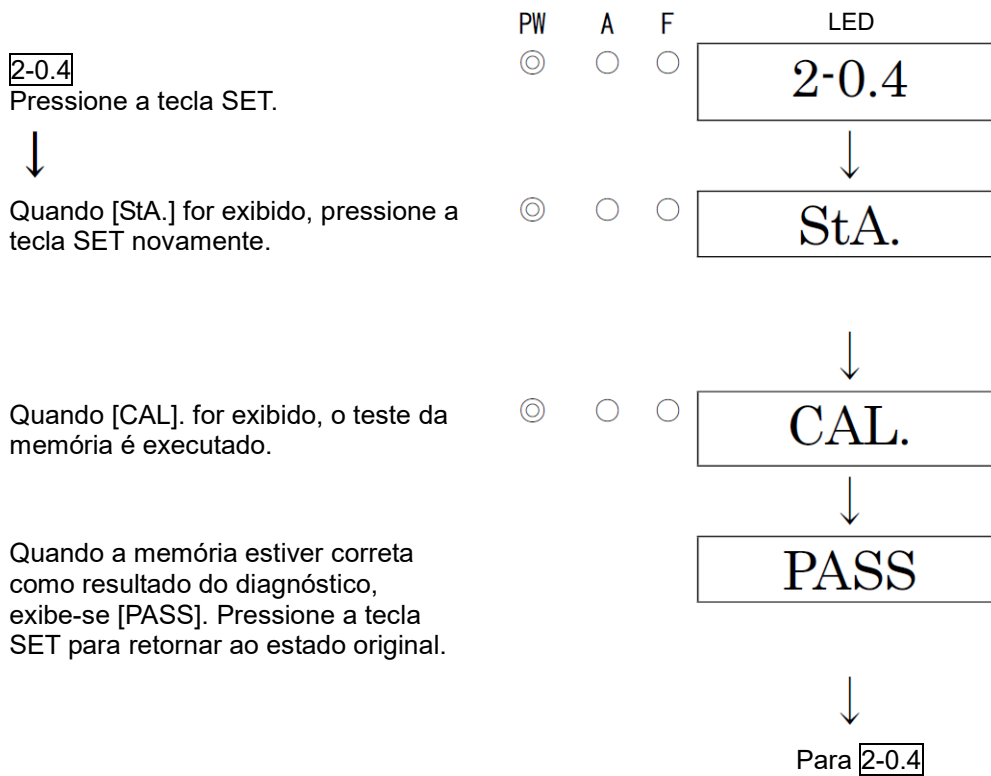 PW A F LED
2-0.4 2-0.4
Pressione a tecla SET.
Quando [StA.] for exibido, pressione a StA.
tecla SET novamente.
Quando [CAL]. for exibido, o teste da CAL.
memória é executado.
Quando a memória estiver correta PASS
como resultado do diagnóstico,
exibe-se [PASS]. Pressione a tecla
SET para retornar ao estado original.
Para 2-0.4